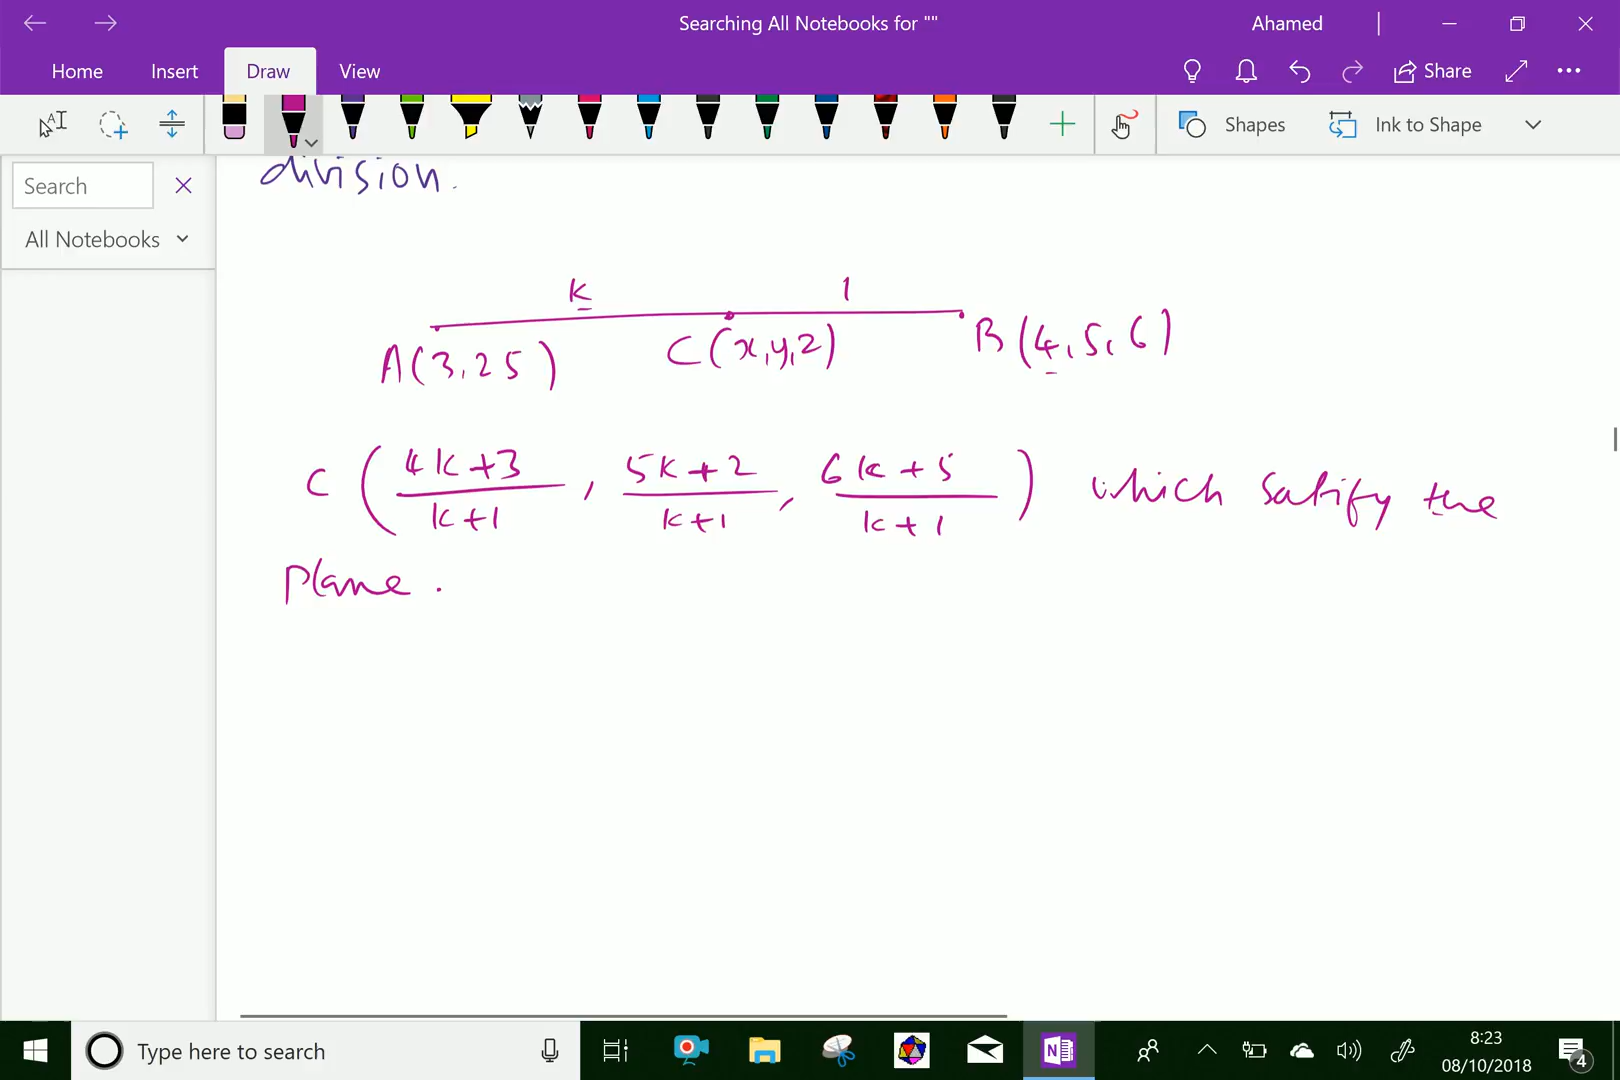 Searching All Notebooks for ""
Ahamed
Home Insert Draw View
Share
Shapes
Ink to Shape
Search
All Notebooks
division.
k 1
A(3,25) C(x,y,z) B(4,5,6)
C ( 4k+3/k+1 , 5k+2/k+1 , 6k+5/k+1 ) which satify the
plane.
Type here to search
8:23
08/10/2018
4